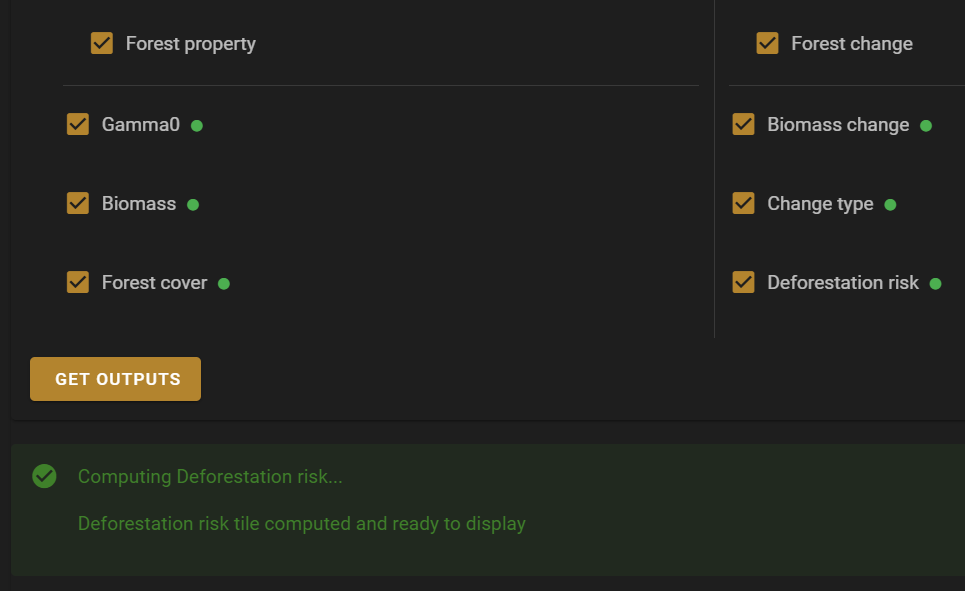 Forest property
Forest change
Gamma0
Biomass change
Biomass
Change type
Forest cover
Deforestation risk
GET OUTPUTS
Computing Deforestation risk...
Deforestation risk tile computed and ready to display